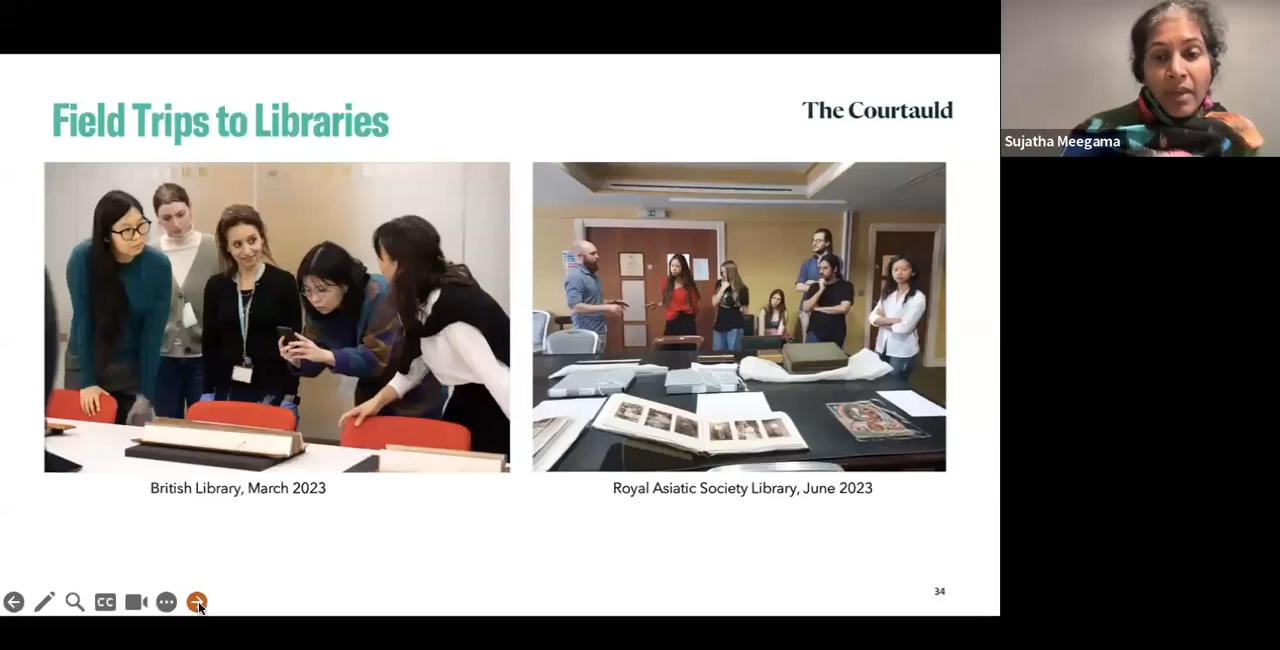 Field Trips to Libraries
The Courtauld
Sujatha Meegama
British Library, March 2023
Royal Asiatic Society Library, June 2023
34
CC